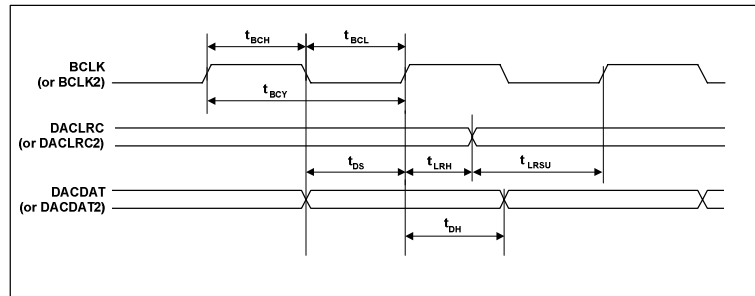 tBCH
tBCL
BCLK
(or BCLK2)
tBCY
DACLRC
(or DACLRC2)
tDS
tLRH
tLRSU
DACDAT
(or DACDAT2)
tDH